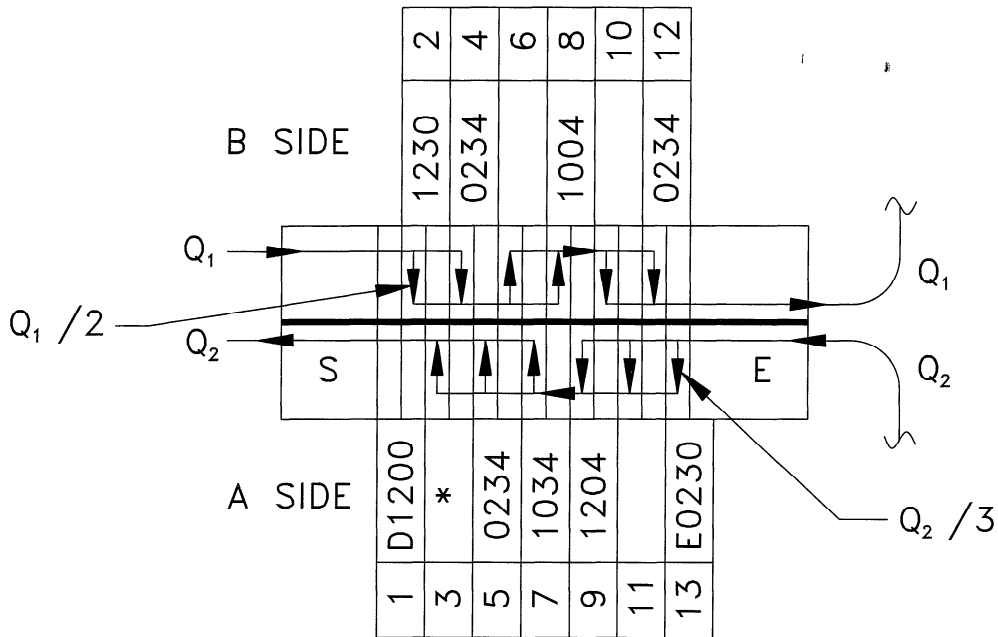 2 4 6 8 10 12
1230 0234 1004 0234
B SIDE
Q₁
Q₁
Q₁ /2
Q₂
S
E
Q₂
A SIDE
D1200 * 0234 1034 1204 E0230
Q₂ /3
1 3 5 7 9 11 13